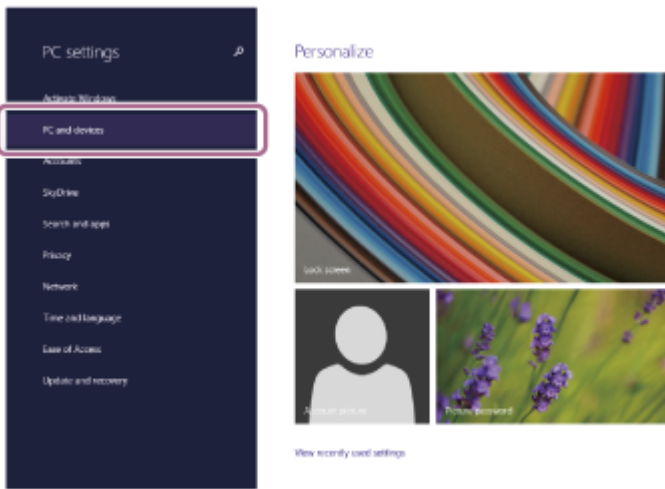 PC settings
Activate Windows
PC and devices
Accounts
SkyDrive
Search and apps
Privacy
Network
Time and language
Ease of Access
Update and recovery
Personalize
Lock screen
Account picture
Picture password
View recently used settings